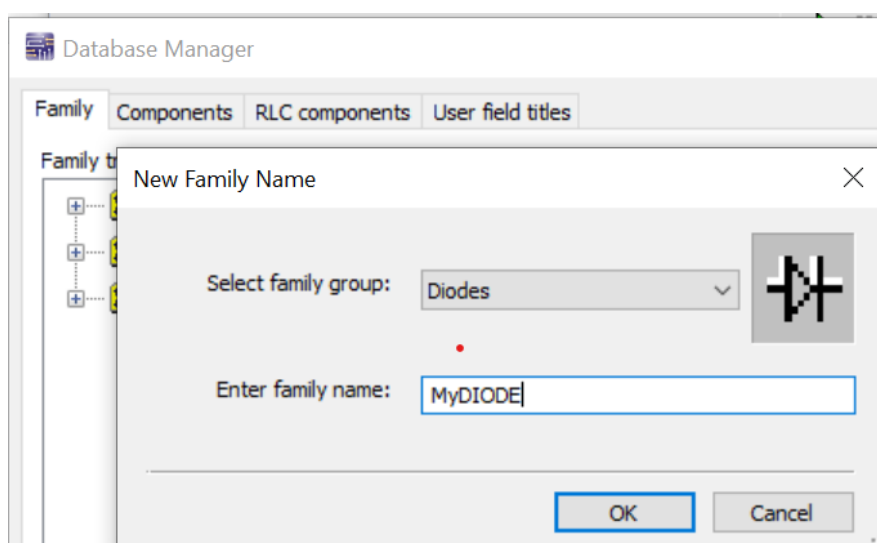 Database Manager
Family Components RLC components User field titles
Family
New Family Name
Select family group: Diodes
Enter family name: MyDIODE
OK Cancel